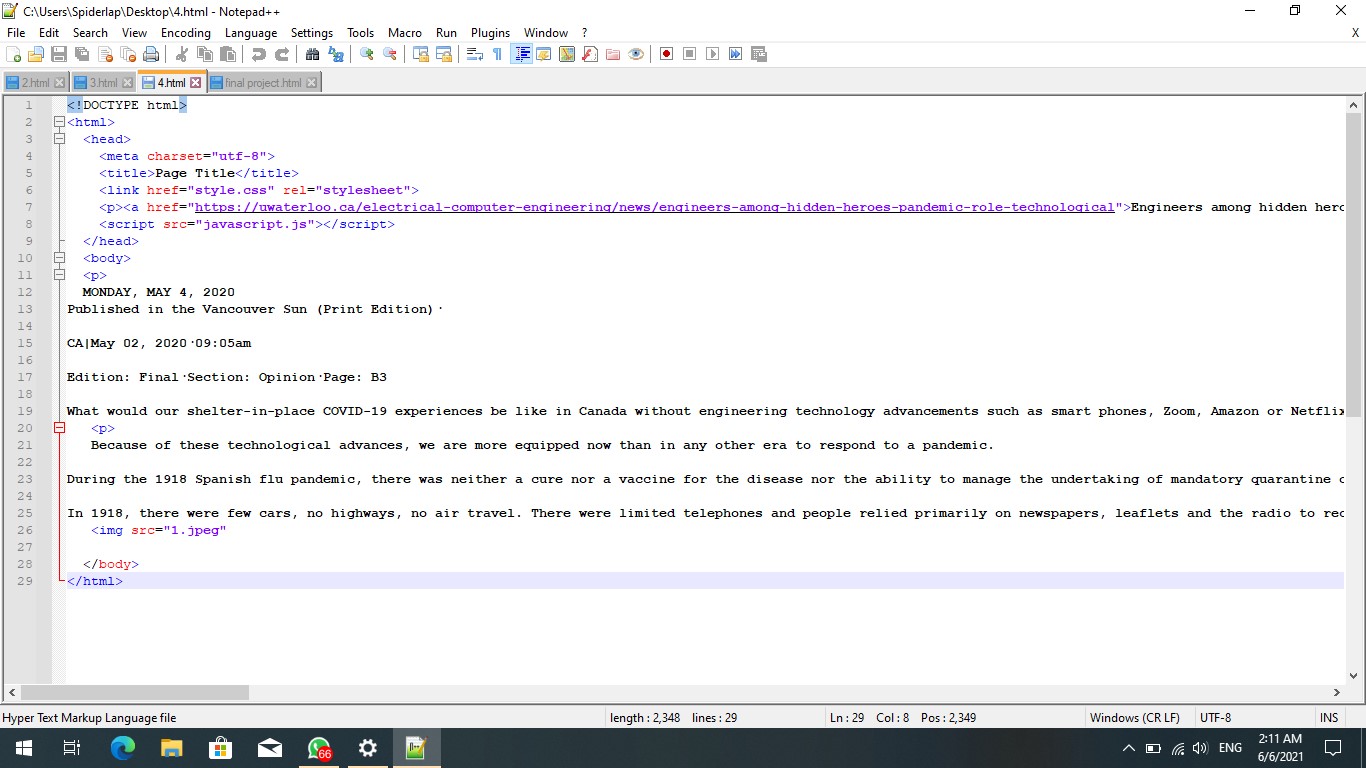 C:\Users\Spiderlap\Desktop\4.html - Notepad++
File Edit Search View Encoding Language Settings Tools Macro Run Plugins Window ? X
2.html 3.html 4.html final project.html
1 <!DOCTYPE html>
2 <html>
3 <head>
4 <meta charset="utf-8">
5 <title>Page Title</title>
6 <link href="style.css" rel="stylesheet">
7 <p><a href="https://uwaterloo.ca/electrical-computer-engineering/news/engineers-among-hidden-heroes-pandemic-role-technological">Engineers among hidden herc
8 <script src="javascript.js"></script>
9 </head>
10 <body>
11 <p>
12 MONDAY, MAY 4, 2020
13 Published in the Vancouver Sun (Print Edition) ·
14
15 CA|May 02, 2020 ·09:05am
16
17 Edition: Final ·Section: Opinion ·Page: B3
18
19 What would our shelter-in-place COVID-19 experiences be like in Canada without engineering technology advancements such as smart phones, Zoom, Amazon or Netflix
20 <p>
21 Because of these technological advances, we are more equipped now than in any other era to respond to a pandemic.
22
23 During the 1918 Spanish flu pandemic, there was neither a cure nor a vaccine for the disease nor the ability to manage the undertaking of mandatory quarantine c
24
25 In 1918, there were few cars, no highways, no air travel. There were limited telephones and people relied primarily on newspapers, leaflets and the radio to rec
26 <img src="1.jpeg"
27
28 </body>
29 </html>
Hyper Text Markup Language file length : 2,348 lines : 29 Ln : 29 Col : 8 Pos : 2,349 Windows (CR LF) UTF-8 INS
66 ENG 2:11 AM
6/6/2021